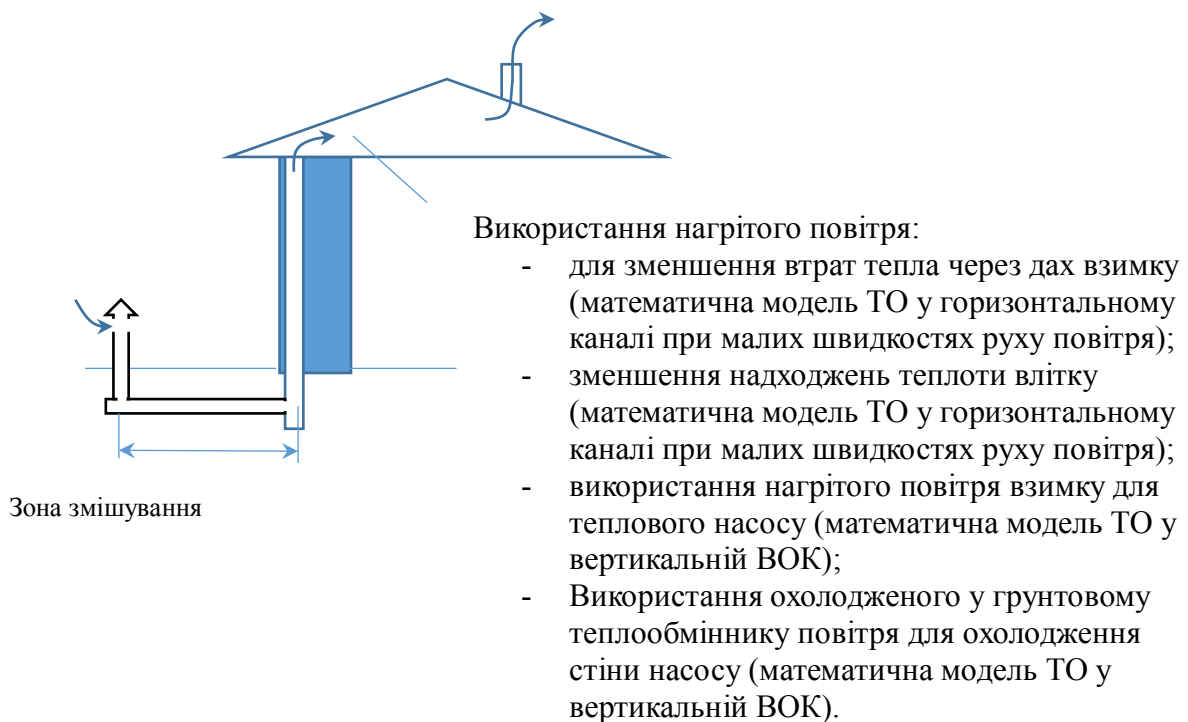 Використання нагрітого повітря:
- для зменшення втрат тепла через дах взимку
(математична модель ТО у горизонтальному
каналі при малих швидкостях руху повітря);
- зменшення надходжень теплоти влітку
(математична модель ТО у горизонтальному
каналі при малих швидкостях руху повітря);
- використання нагрітого повітря взимку для
теплового насосу (математична модель ТО у
вертикальній ВОК);
- Використання охолодженого у грунтовому
теплообміннику повітря для охолодження
стіни насосу (математична модель ТО у
вертикальній ВОК).
Зона змішування